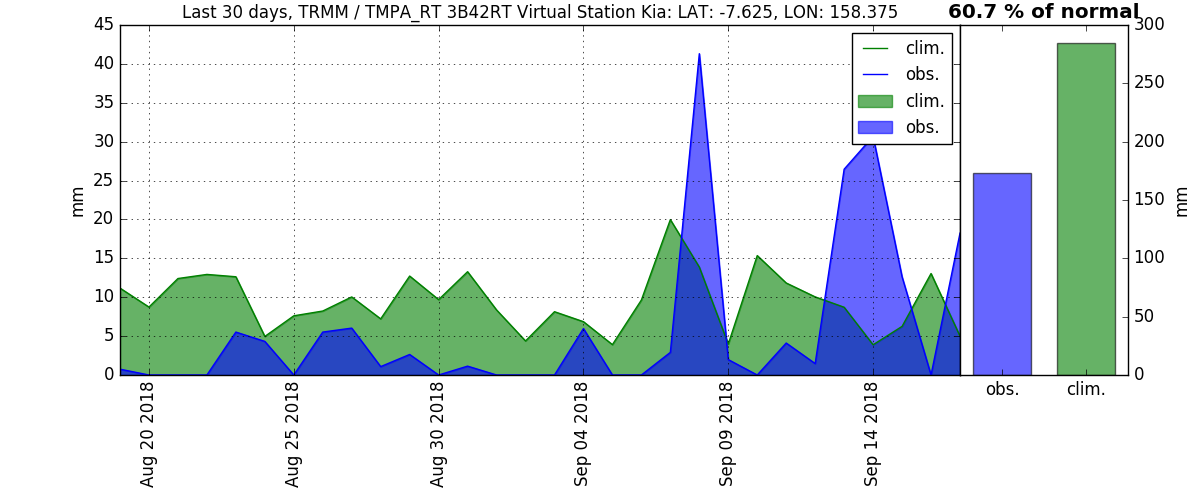 Last 30 days, TRMM / TMPA_RT 3B42RT Virtual Station Kia: LAT: -7.625, LON: 158.375
60.7 % of normal
45
40
35
30
25
20
15
10
5
0
mm
clim.
obs.
clim.
obs.
Aug 20 2018
Aug 25 2018
Aug 30 2018
Sep 04 2018
Sep 09 2018
Sep 14 2018
300
250
200
150
100
50
0
mm
obs.
clim.